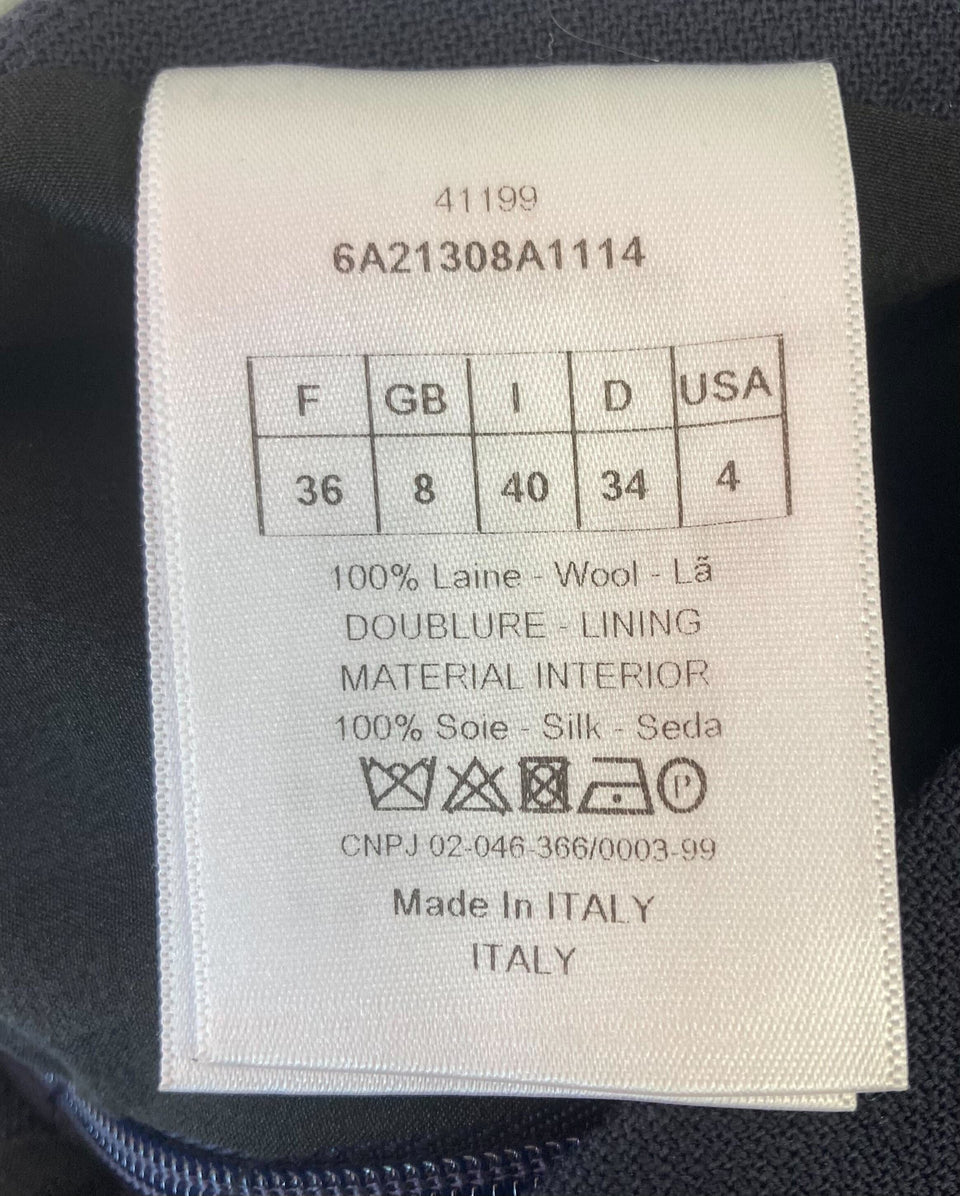 41199
6A21308A1114
F GB I D USA
36 8 40 34 4
100% Laine - Wool - Lã
DOUBLURE - LINING
MATERIAL INTERIOR
100% Soie - Silk - Seda
P
CNPJ 02-046-366/0003-99
Made In ITALY
ITALY